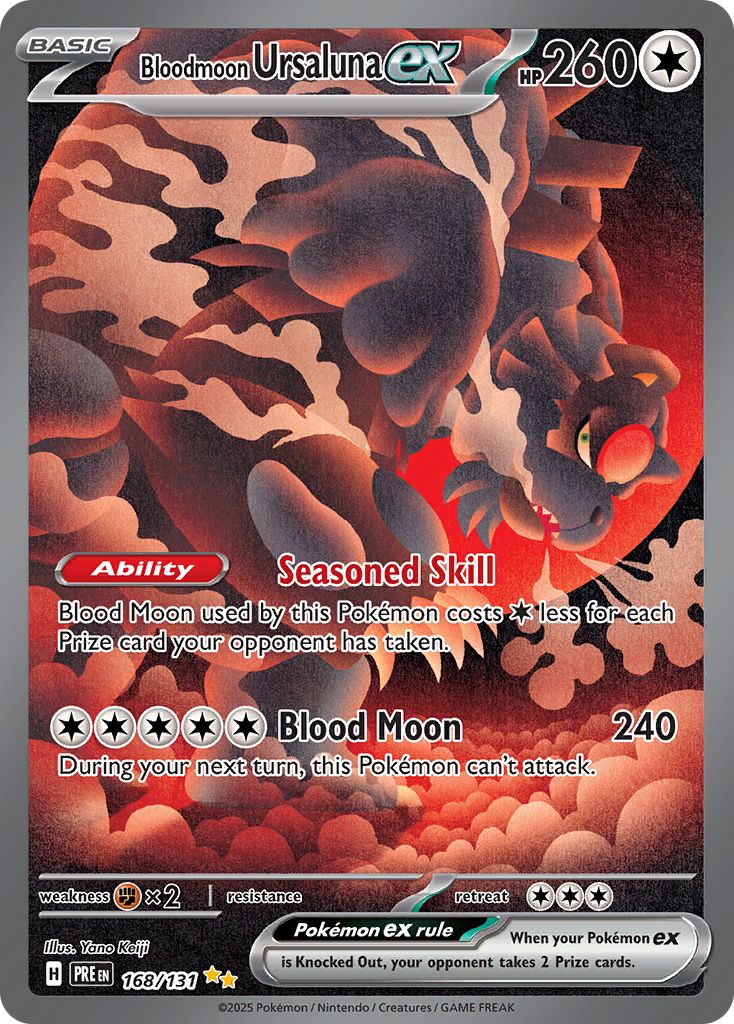 BASIC
Bloodmoon Ursaluna ex HP 260
Ability Seasoned Skill
Blood Moon used by this Pokémon costs less for each
Prize card your opponent has taken.
Blood Moon 240
During your next turn, this Pokémon can't attack.
weakness ×2 resistance retreat
Pokémon ex rule When your Pokémon ex
is Knocked Out, your opponent takes 2 Prize cards.
Illus. Yano Keiji
H PRE EN 168/131
©2025 Pokémon / Nintendo / Creatures / GAME FREAK